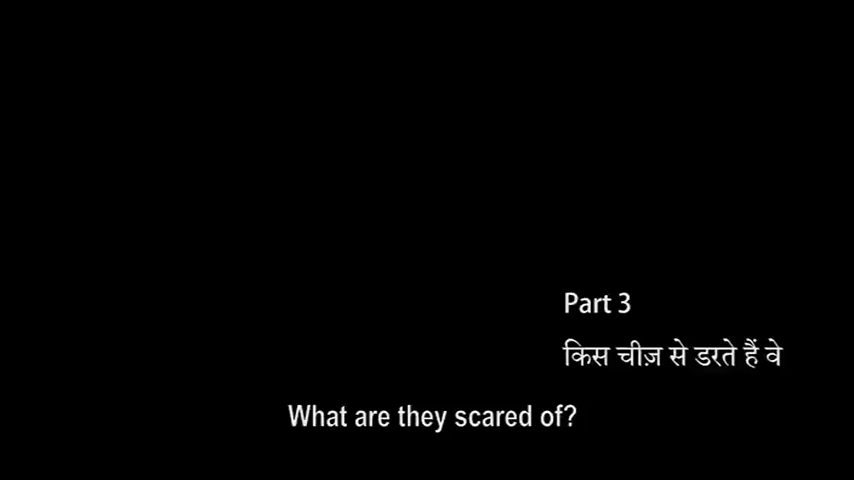 Part 3
किस चीज़ से डरते हैं वे
What are they scared of?